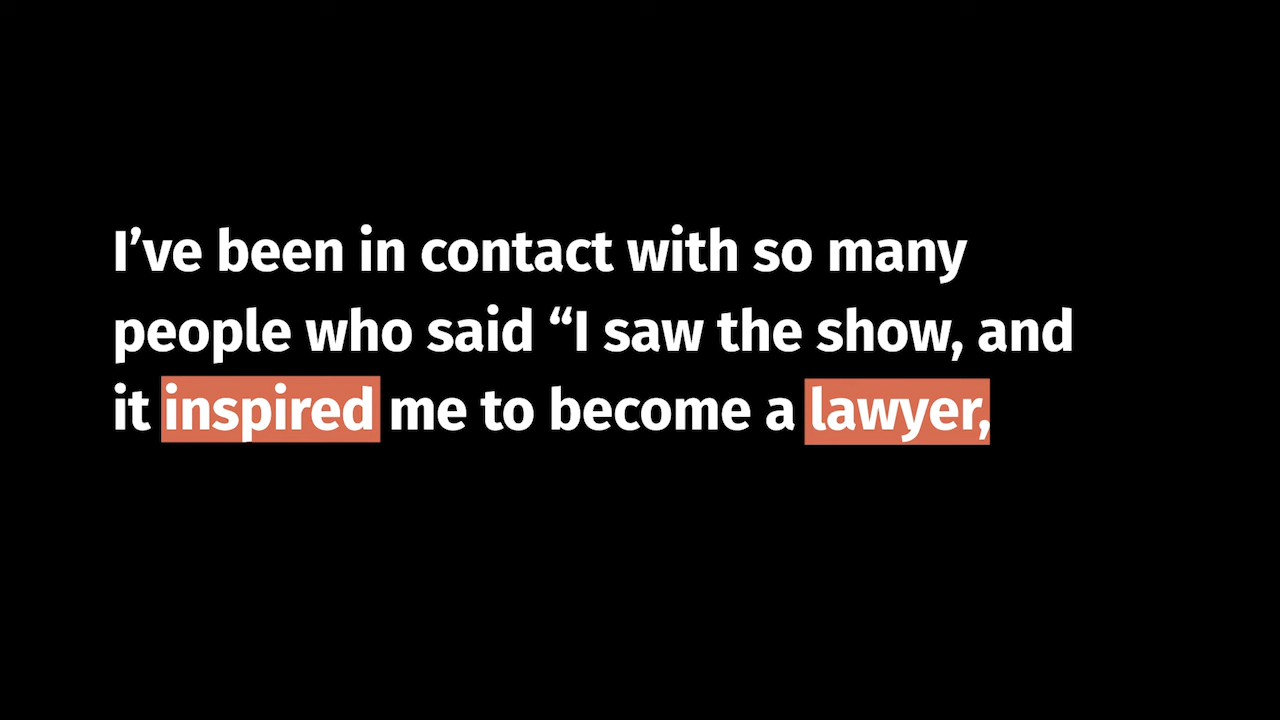 I’ve been in contact with so many
people who said “I saw the show, and
it inspired me to become a lawyer,